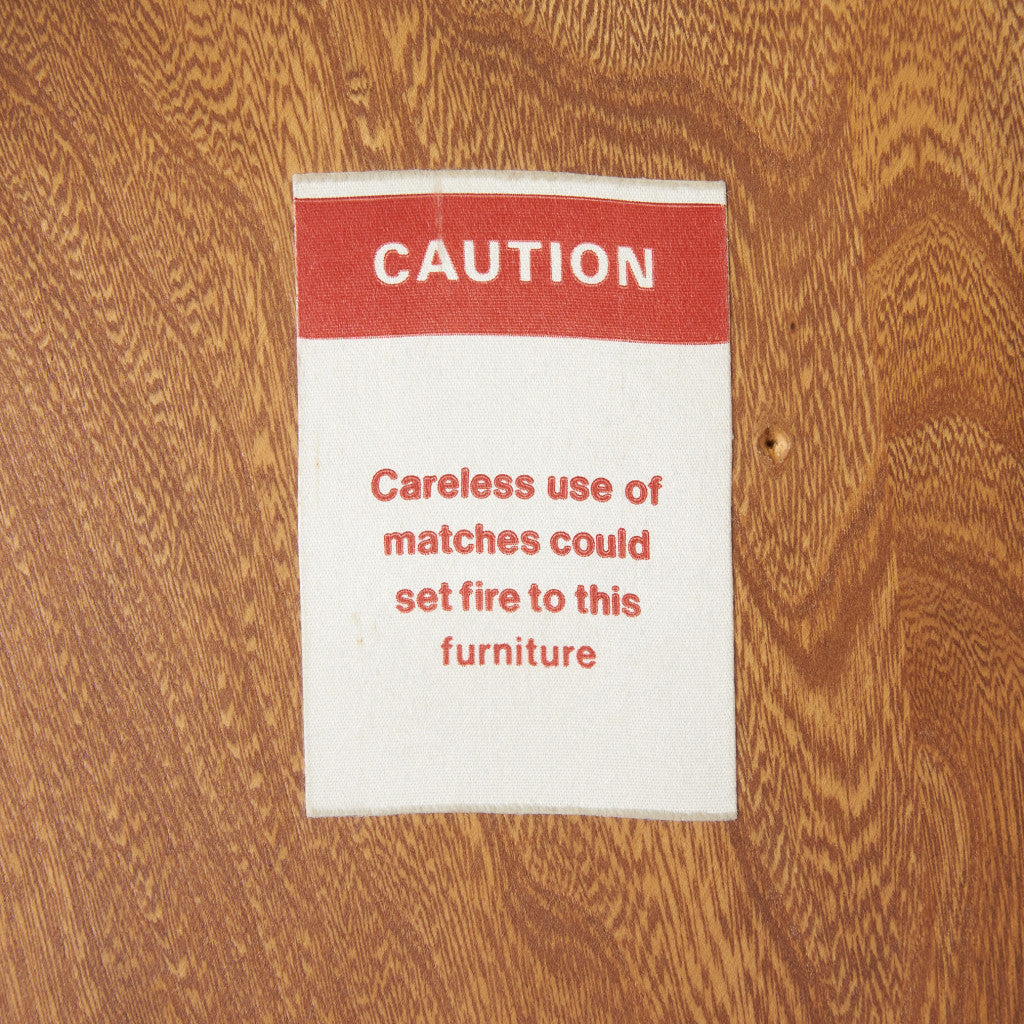 CAUTION
Careless use of
matches could
set fire to this
furniture